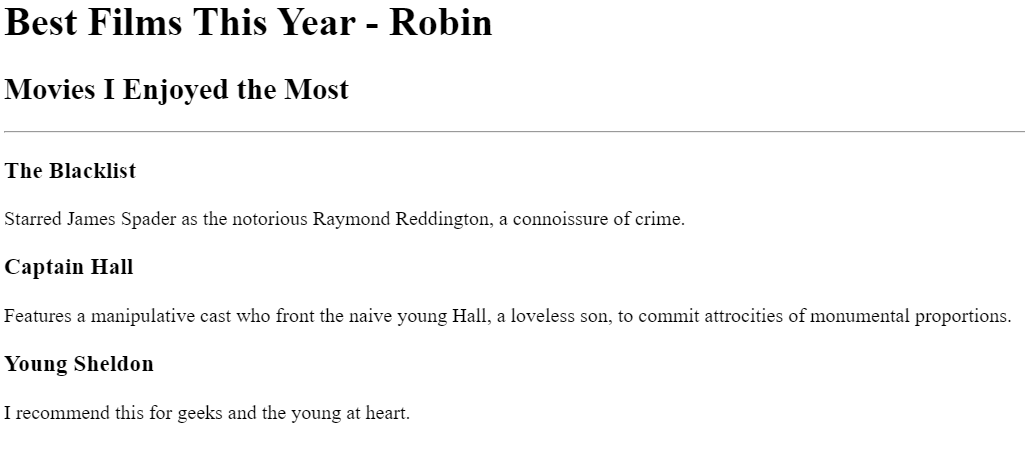 Best Films This Year - Robin
Movies I Enjoyed the Most
The Blacklist
Starred James Spader as the notorious Raymond Reddington, a connoissure of crime.
Captain Hall
Features a manipulative cast who front the naive young Hall, a loveless son, to commit attrocities of monumental proportions.
Young Sheldon
I recommend this for geeks and the young at heart.